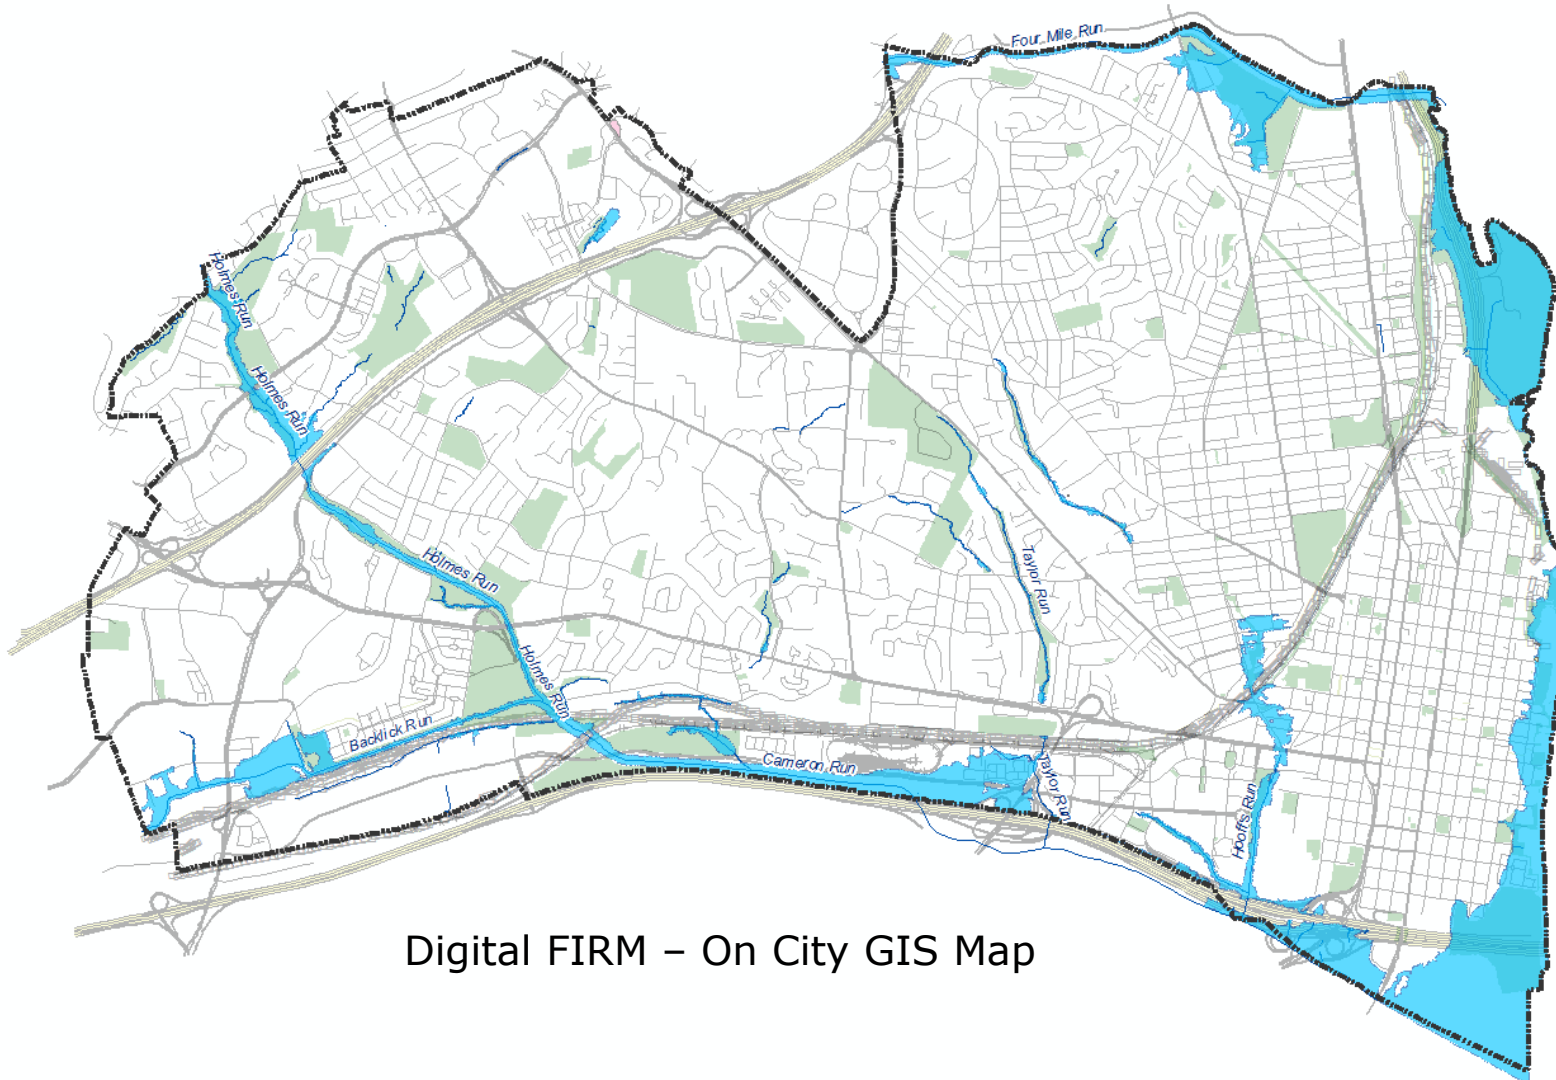 Four Mile Run
Holmes Run
Holmes Run
Holmes Run
Taylor Run
Holmes Run
Backlick Run
Cameron Run
Taylor Run
Hooff's Run
Digital FIRM – On City GIS Map